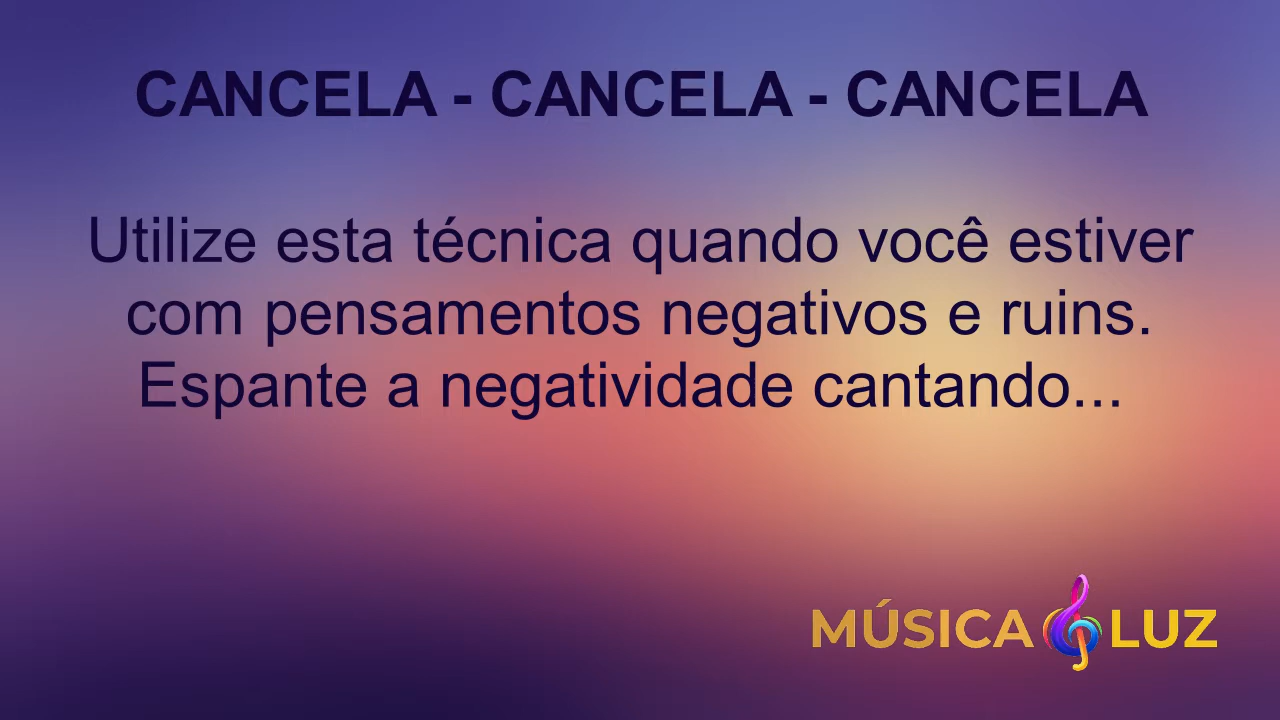 CANCELA - CANCELA - CANCELA
Utilize esta técnica quando você estiver
com pensamentos negativos e ruins.
Espante a negatividade cantando...
MÚSICA LUZ